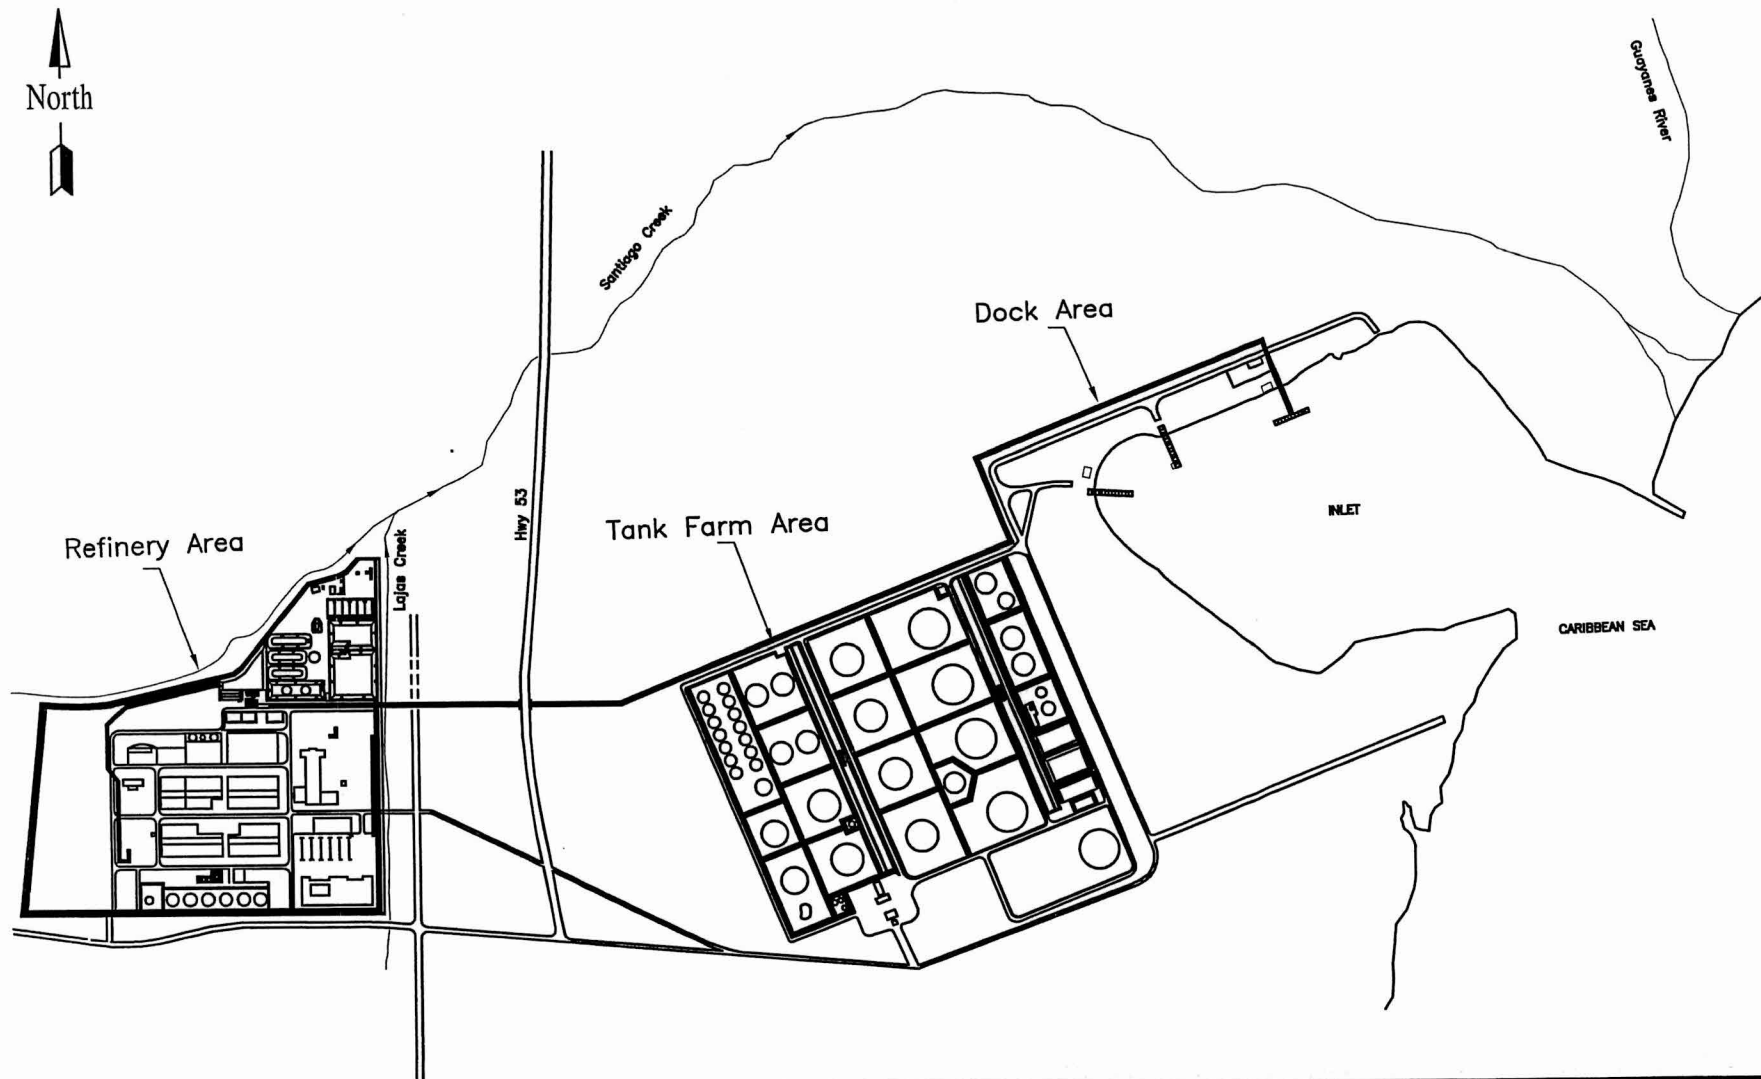 North
Guayanes River
Santiago Creek
Dock Area
Hwy 53
INLET
Tank Farm Area
Refinery Area
Lajas Creek
CARIBBEAN SEA